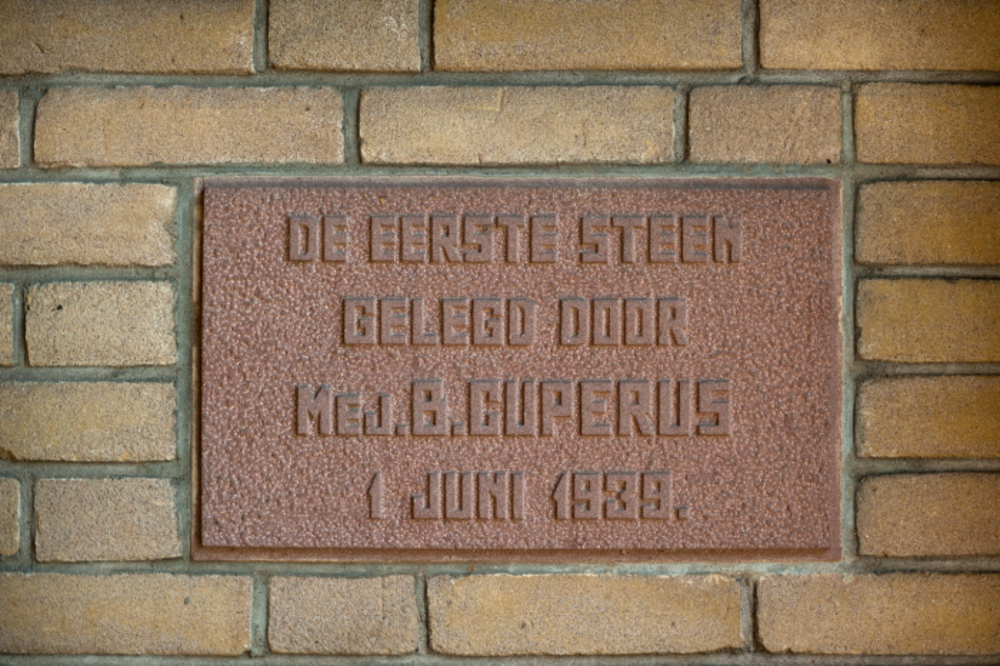 DE EERSTE STEEN
GELEGD DOOR
MEJ. B. CUPERUS
1 JUNI 1939.